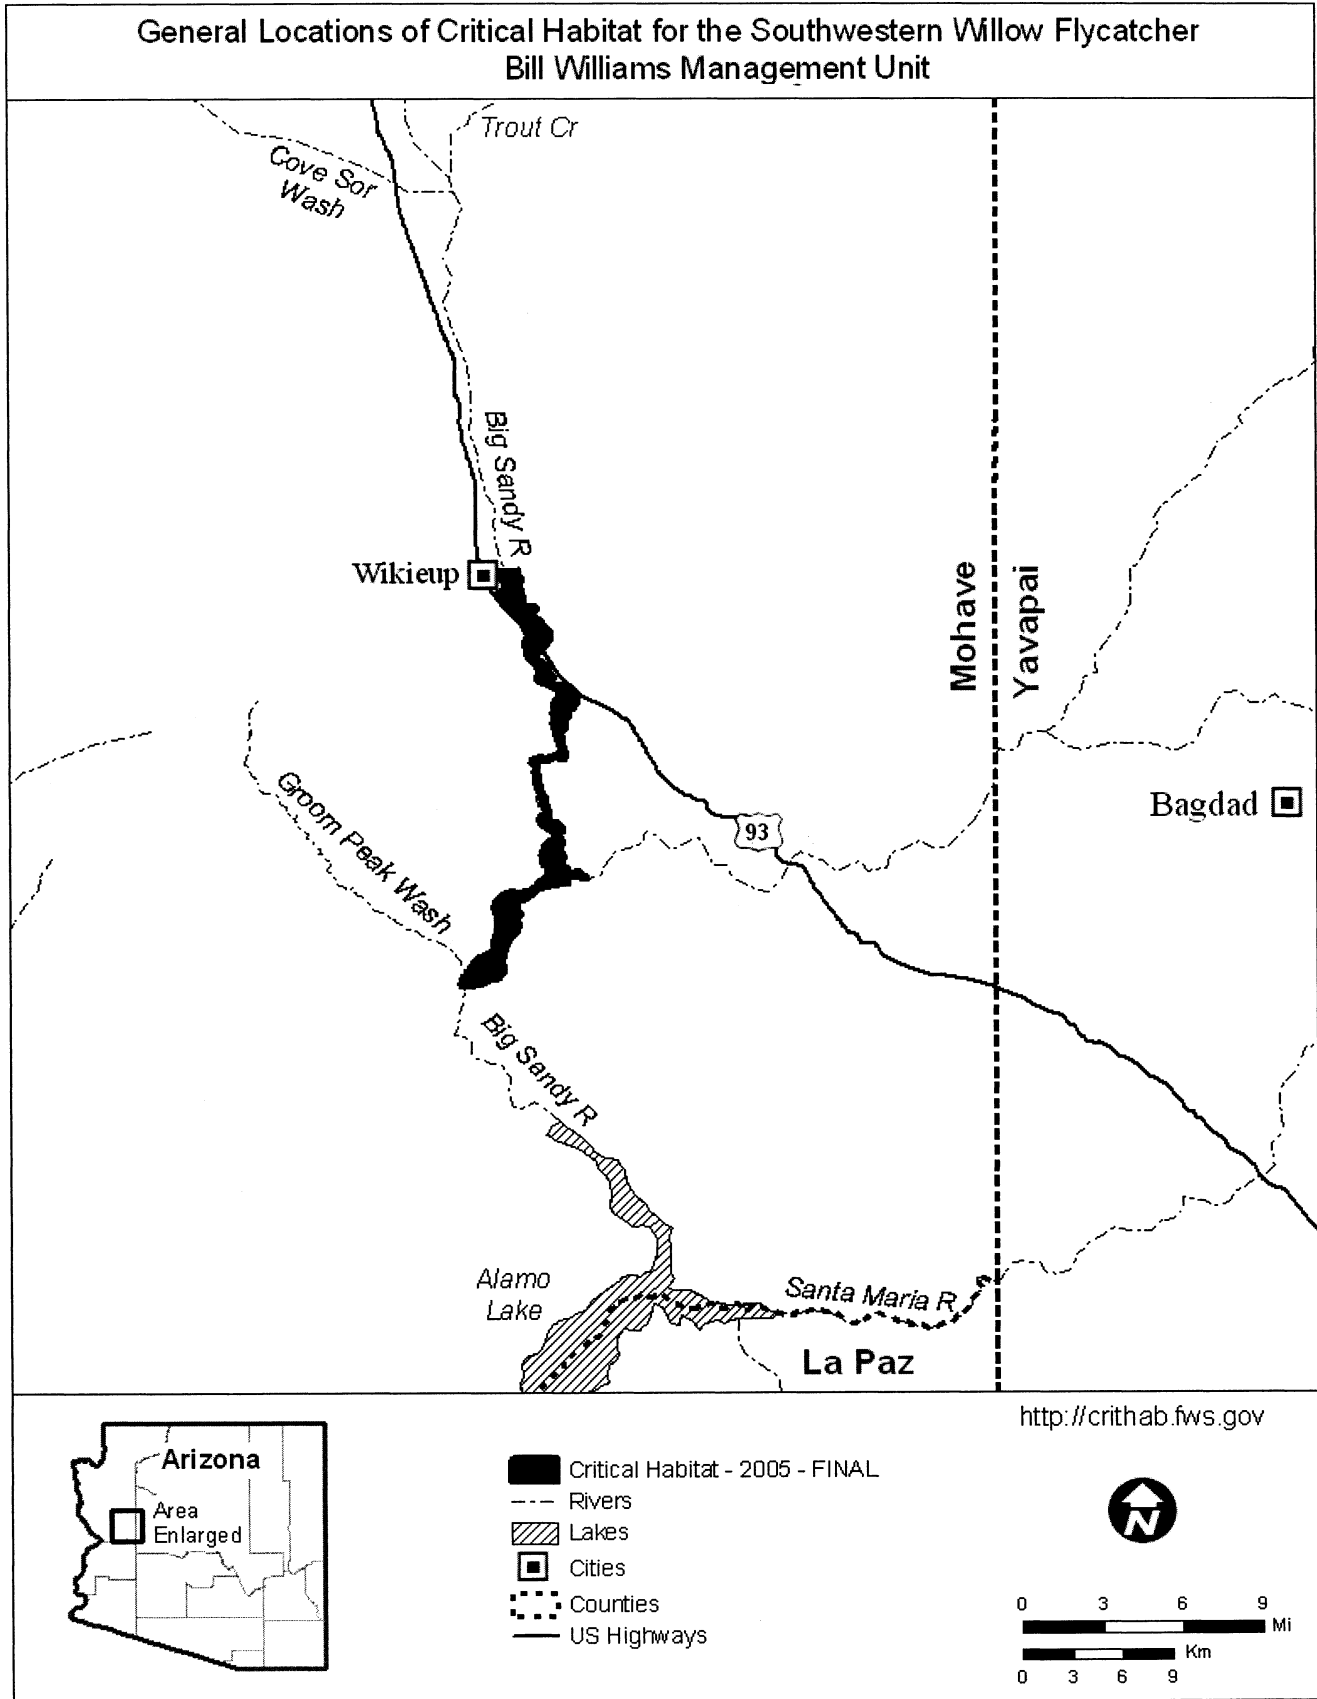 General Locations of Critical Habitat for the Southwestern Willow Flycatcher
Bill Williams Management Unit
Trout Cr
Cove Sor
Wash
Big Sandy R
Wikieup
Mohave
Yavapai
Bagdad
Groom Peak Wash
93
Big Sandy R
Alamo
Lake
Santa Maria R
La Paz
http://crithab.fws.gov
Arizona
Area
Enlarged
Critical Habitat - 2005 - FINAL
Rivers
Lakes
Cities
Counties
US Highways
N
0 3 6 9
Mi
Km
0 3 6 9